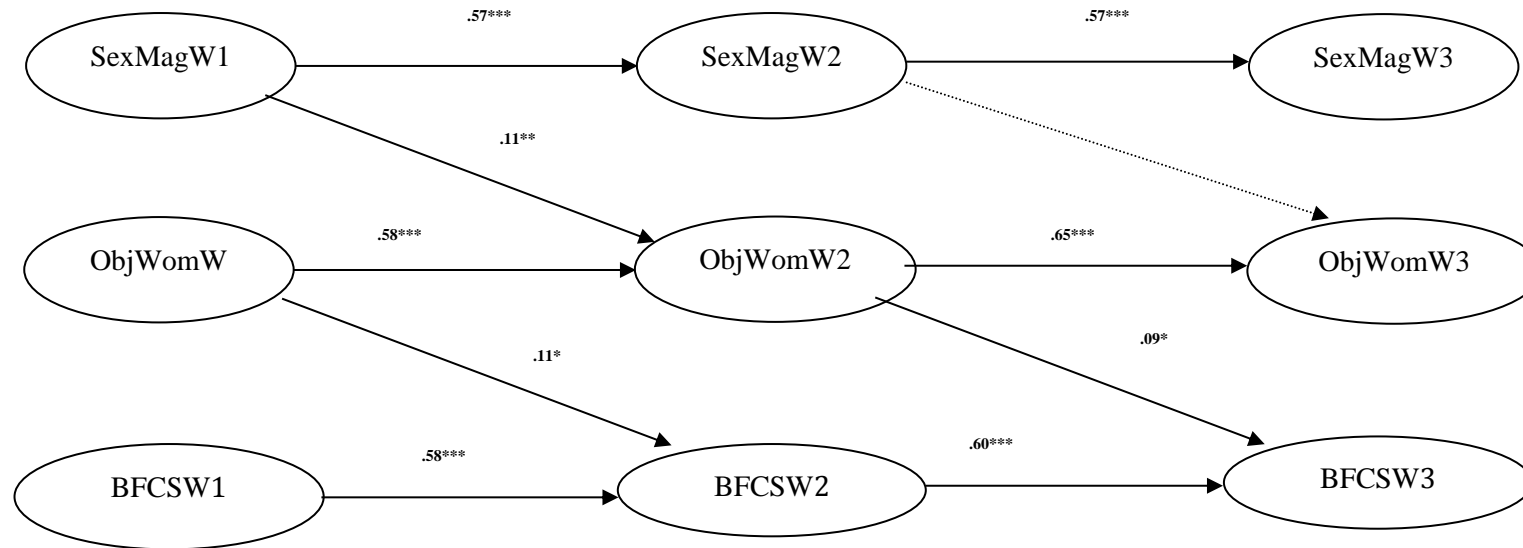 .57***
.57***
SexMagW1
SexMagW2
SexMagW3
.11**
.58***
.65***
ObjWomW
ObjWomW2
ObjWomW3
.11*
.09*
.58***
.60***
BFCSW1
BFCSW2
BFCSW3